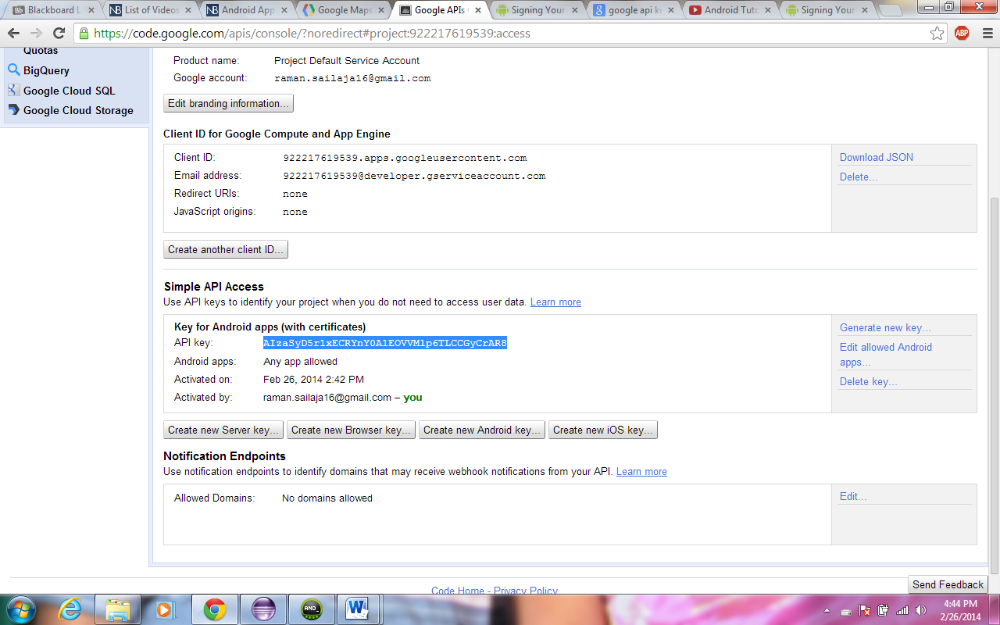 Blackboard L
List of Videos
Android App
Google Maps
Google APIs
Signing Your
google api k
Android Tuto
Signing Your
https://code.google.com/apis/console/?noredirect#project:922217619539:access
ABP
Quotas
BigQuery
Google Cloud SQL
Google Cloud Storage
Product name: Project Default Service Account
Google account: raman.sailaja16@gmail.com
Edit branding information...
Client ID for Google Compute and App Engine
Client ID: 922217619539.apps.googleusercontent.com
Email address: 922217619539@developer.gserviceaccount.com
Redirect URIs: none
JavaScript origins: none
Download JSON
Delete...
Create another client ID...
Simple API Access
Use API keys to identify your project when you do not need to access user data. Learn more
Key for Android apps (with certificates)
API key: AIzaSyD5r1xECRYnY0A1EOVVMlp6TLCCGyCrAR8
Android apps: Any app allowed
Activated on: Feb 26, 2014 2:42 PM
Activated by: raman.sailaja16@gmail.com – you
Generate new key...
Edit allowed Android
apps...
Delete key...
Create new Server key... Create new Browser key... Create new Android key... Create new iOS key...
Notification Endpoints
Use notification endpoints to identify domains that may receive webhook notifications from your API. Learn more
Allowed Domains: No domains allowed
Edit...
Code Home - Privacy Policy
Send Feedback
AND
4:44 PM
2/26/2014